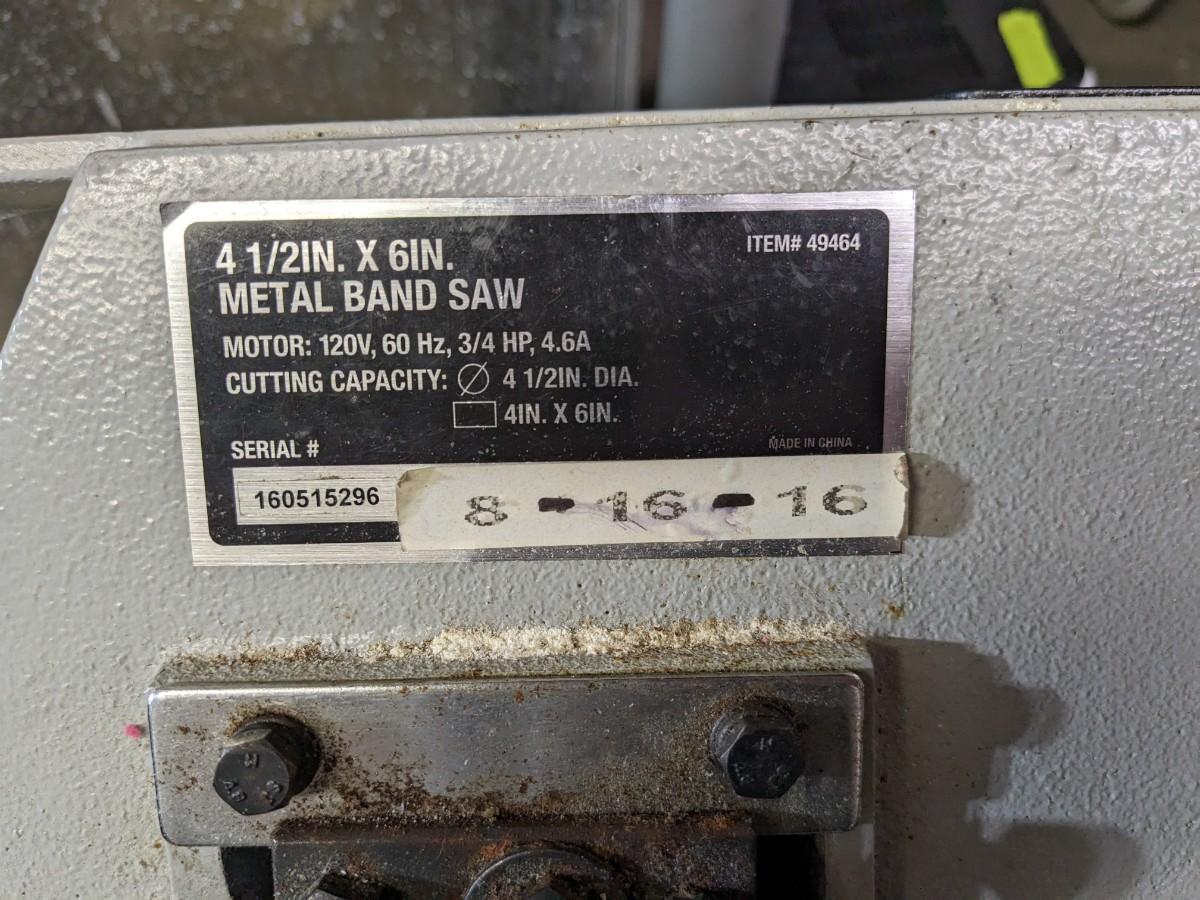 4 1/2IN. X 6IN.
ITEM# 49464
METAL BAND SAW
MOTOR: 120V, 60 Hz, 3/4 HP, 4.6A
CUTTING CAPACITY: 4 1/2IN. DIA.
4IN. X 6IN.
SERIAL #
MADE IN CHINA
160515296
8-16-16